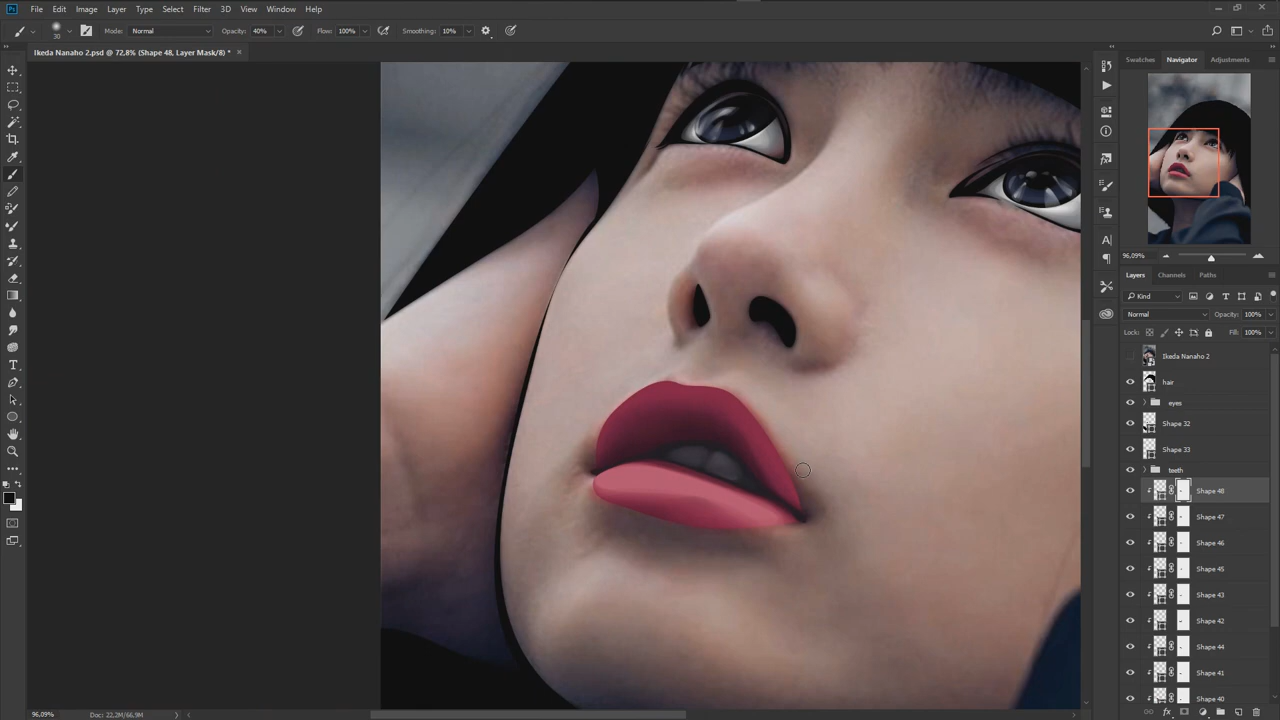 Ps File Edit Image Layer Type Select Filter 3D View Window Help
30 Mode: Normal Opacity: 40% Flow: 100% Smoothing: 10%
Ikeda Nanaho 2.psd @ 72,8% (Shape 48, Layer Mask/8) *
Swatches Navigator Adjustments
96,09%
Layers Channels Paths
Kind
Normal Opacity: 100%
Lock: Fill: 100%
Ikeda Nanaho 2
hair
eyes
Shape 32
Shape 33
teeth
Shape 48
Shape 47
Shape 46
Shape 45
Shape 43
Shape 42
Shape 44
Shape 41
Shape 40
96,09% Doc: 22,2M/66,9M